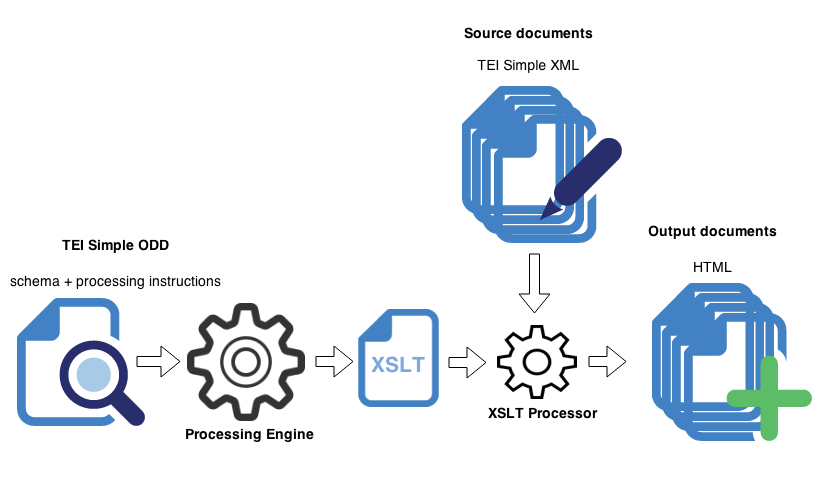 Source documents
TEI Simple XML
Output documents
HTML
TEI Simple ODD
schema + processing instructions
XSLT
Processing Engine
XSLT Processor